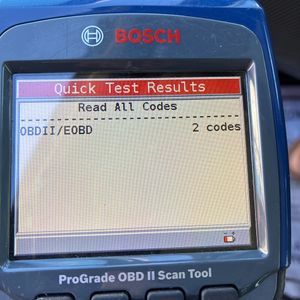 BOSCH
Quick Test Results
Read All Codes
OBDII/EOBD 2 codes
ProGrade OBD II Scan Tool